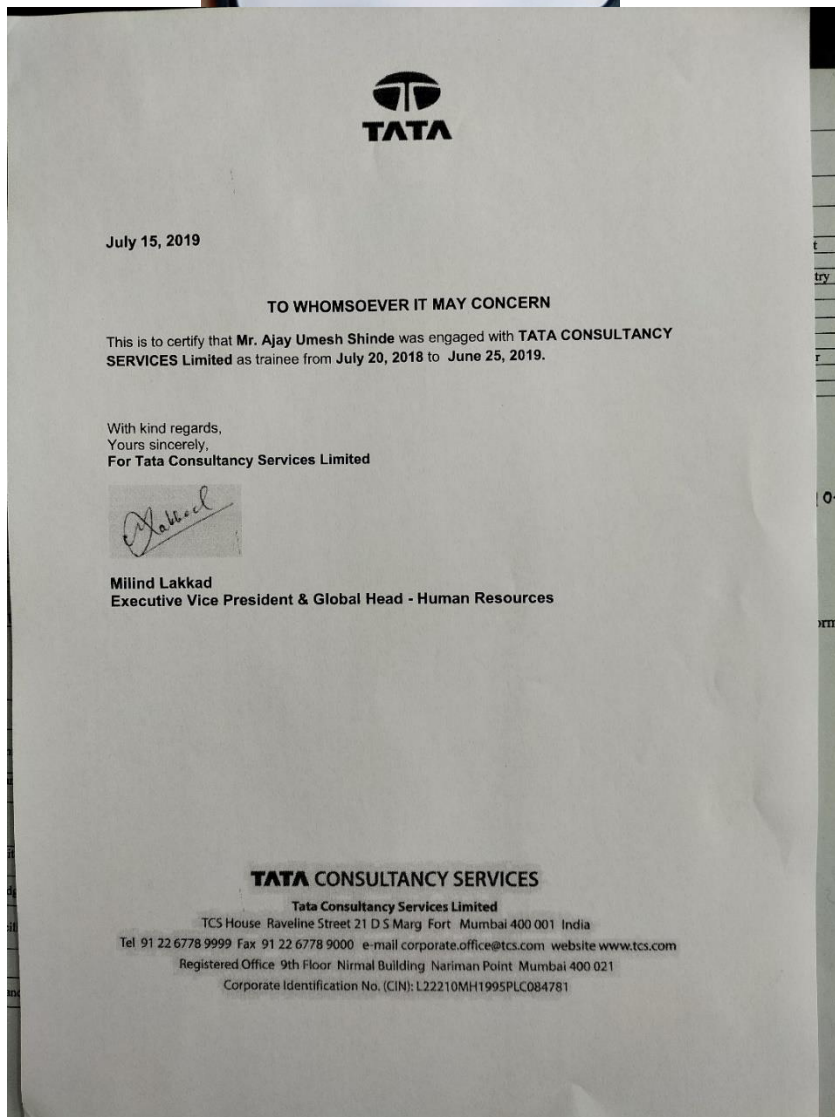 TATA
July 15, 2019
TO WHOMSOEVER IT MAY CONCERN
This is to certify that Mr. Ajay Umesh Shinde was engaged with TATA CONSULTANCY
SERVICES Limited as trainee from July 20, 2018 to June 25, 2019.
With kind regards,
Yours sincerely,
For Tata Consultancy Services Limited
Milind Lakkad
Executive Vice President & Global Head - Human Resources
TATA CONSULTANCY SERVICES
Tata Consultancy Services Limited
TCS House Raveline Street 21 D S Marg Fort Mumbai 400 001 India
Tel 91 22 6778 9999 Fax 91 22 6778 9000 e-mail corporate.office@tcs.com website www.tcs.com
Registered Office 9th Floor Nirmal Building Nariman Point Mumbai 400 021
Corporate Identification No. (CIN): L22210MH1995PLC084781